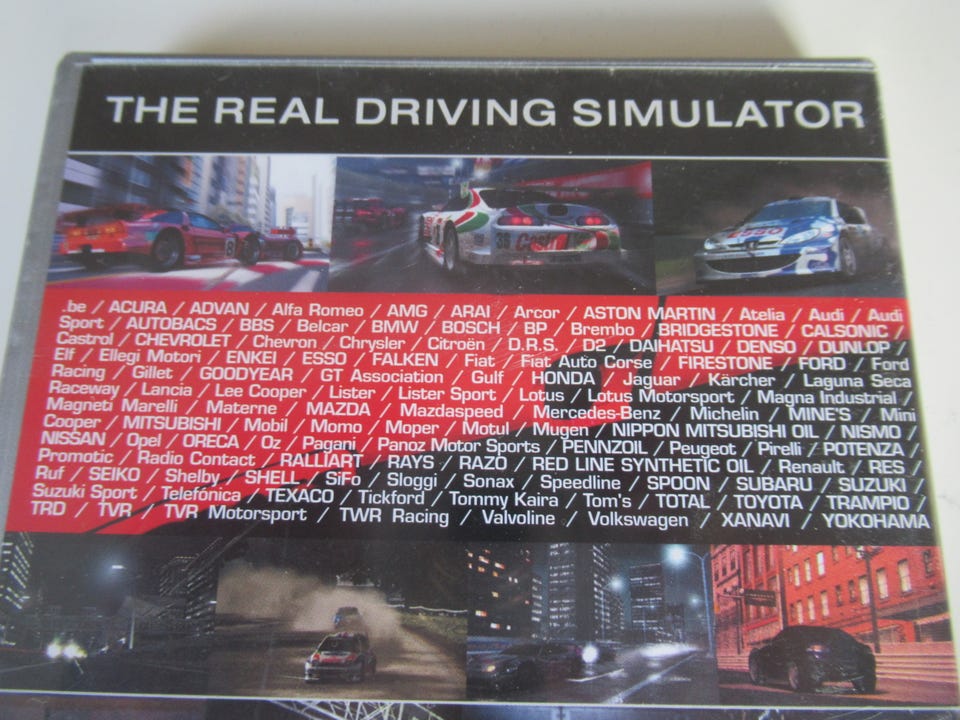 THE REAL DRIVING SIMULATOR
8
36 Castrol
.be / ACURA / ADVAN / Alfa Romeo / AMG / ARAI / Arcor / ASTON MARTIN / Atelia / Audi / Audi
Sport / AUTOBACS / BBS / Belcar / BMW / BOSCH / BP / Brembo / BRIDGESTONE / CALSONIC /
Castrol / CHEVROLET / Chevron / Chrysler / Citroën / D.R.S. / D2 / DAIHATSU / DENSO / DUNLOP /
Elf / Ellegi Motori / ENKEI / ESSO / FALKEN / Fiat / Fiat Auto Corse / FIRESTONE / FORD / Ford
Racing / Gillet / GOODYEAR / GT Association / Gulf / HONDA / Jaguar / Kärcher / Laguna Seca
Raceway / Lancia / Lee Cooper / Lister / Lister Sport / Lotus / Lotus Motorsport / Magna Industrial /
Magneti Marelli / Materne / MAZDA / Mazdaspeed / Mercedes-Benz / Michelin / MINE'S / Mini
Cooper / MITSUBISHI / Mobil / Momo / Moper / Motul / Mugen / NIPPON MITSUBISHI OIL / NISMO /
NISSAN / Opel / ORECA / Oz / Pagani / Panoz Motor Sports / PENNZOIL / Peugeot / Pirelli / POTENZA /
Promotic / Radio Contact / RALLIART / RAYS / RAZO / RED LINE SYNTHETIC OIL / Renault / RES /
Ruf / SEIKO / Shelby / SHELL / SiFo / Sloggi / Sonax / Speedline / SPOON / SUBARU / SUZUKI /
Suzuki Sport / Telefónica / TEXACO / Tickford / Tommy Kaira / Tom's / TOTAL / TOYOTA / TRAMPIO /
TRD / TVR / TVR Motorsport / TWR Racing / Valvoline / Volkswagen / XANAVI / YOKOHAMA